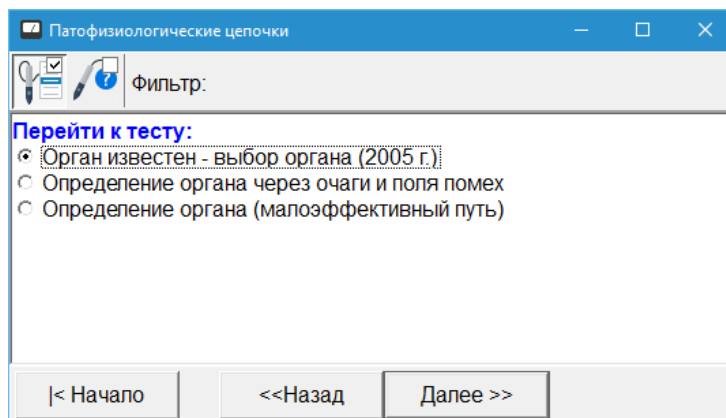 Патофизиологические цепочки
Фильтр:
Перейти к тесту:
Орган известен - выбор органа (2005 г.)
Определение органа через очаги и поля помех
Определение органа (малоэффективный путь)
|< Начало
<<Назад
Далее >>